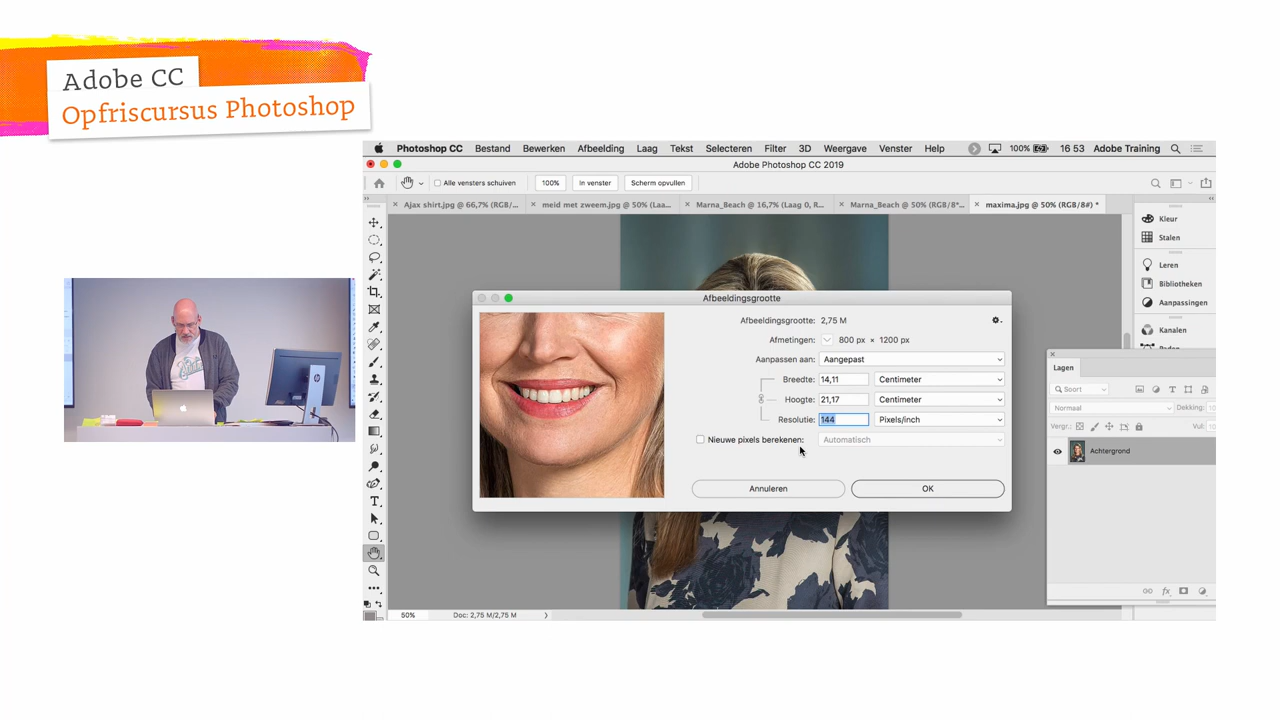 Adobe CC
Opfriscursus Photoshop
Photoshop CC Bestand Bewerken Afbeelding Laag Tekst Selecteren Filter 3D Weergave Venster Help 100% 16 53 Adobe Training
Adobe Photoshop CC 2019
Alle vensters schuiven 100% In venster Scherm opvullen
Ajax shirt.jpg @ 66,7% (RGB/... meid met zweem.jpg @ 50% (Laa... Marna_Beach @ 16,7% (Laag 0, R... Marna_Beach @ 50% (RGB/8*... maxima.jpg @ 50% (RGB/8#) *
Kleur
Stalen
Leren
Bibliotheken
Aanpassingen
Kanalen
Afbeeldingsgrootte
Afbeeldingsgrootte: 2,75 M
Afmetingen: 800 px × 1200 px
Aanpassen aan: Aangepast
Breedte: 14,11 Centimeter
Hoogte: 21,17 Centimeter
Resolutie: 144 Pixels/inch
Nieuwe pixels berekenen: Automatisch
Annuleren OK
Lagen
Soort
Normaal Dekking:
Vergr.: Vul:
Achtergrond
50% Doc: 2,75 M/2,75 M